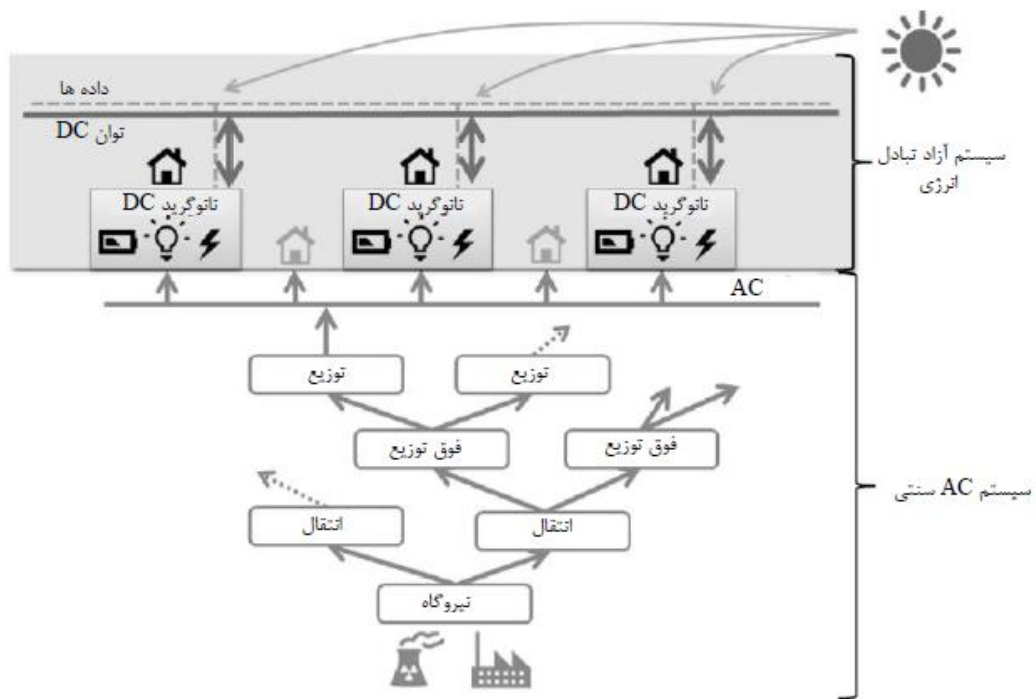 داده ها
توان DC
سیستم آزاد تبادل
انرژی
نانوگرید DC
نانوگرید DC
نانوگرید DC
AC
توزیع
توزیع
فوق توزیع
فوق توزیع
سیستم AC سنتی
انتقال
انتقال
نیروگاه